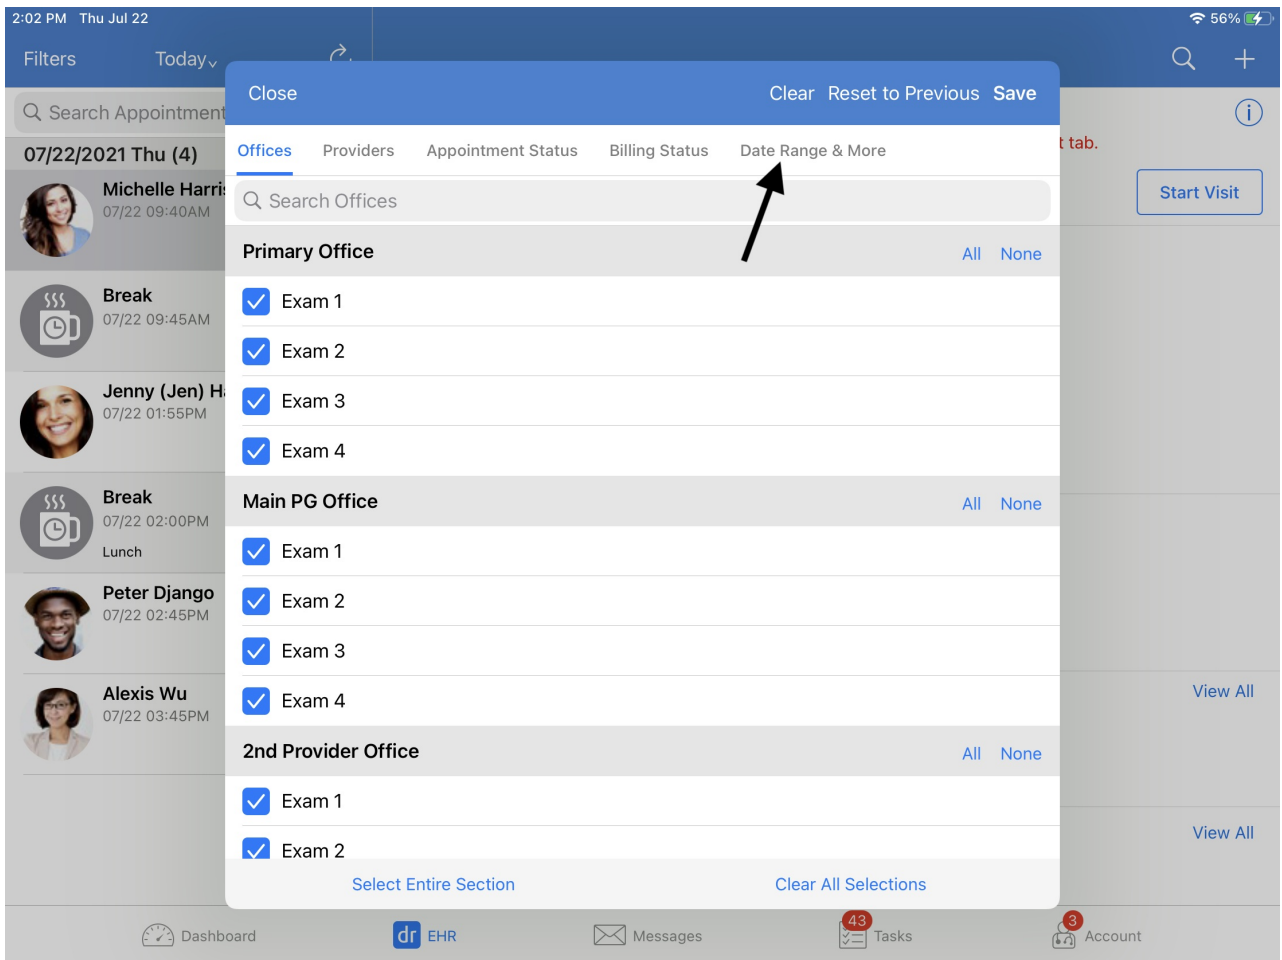 2:02 PM Thu Jul 22
56%
Filters
Today
Search Appointment
07/22/2021 Thu (4)
Michelle Harris
07/22 09:40AM
Break
07/22 09:45AM
Jenny (Jen) Ha
07/22 01:55PM
Break
07/22 02:00PM
Lunch
Peter Django
07/22 02:45PM
Alexis Wu
07/22 03:45PM
Close
Clear Reset to Previous Save
Offices Providers Appointment Status Billing Status Date Range & More
Search Offices
Primary Office All None
Exam 1
Exam 2
Exam 3
Exam 4
Main PG Office All None
Exam 1
Exam 2
Exam 3
Exam 4
2nd Provider Office All None
Exam 1
Exam 2
Select Entire Section Clear All Selections
t tab.
Start Visit
View All
View All
Dashboard
dr EHR
Messages
43 Tasks
3 Account